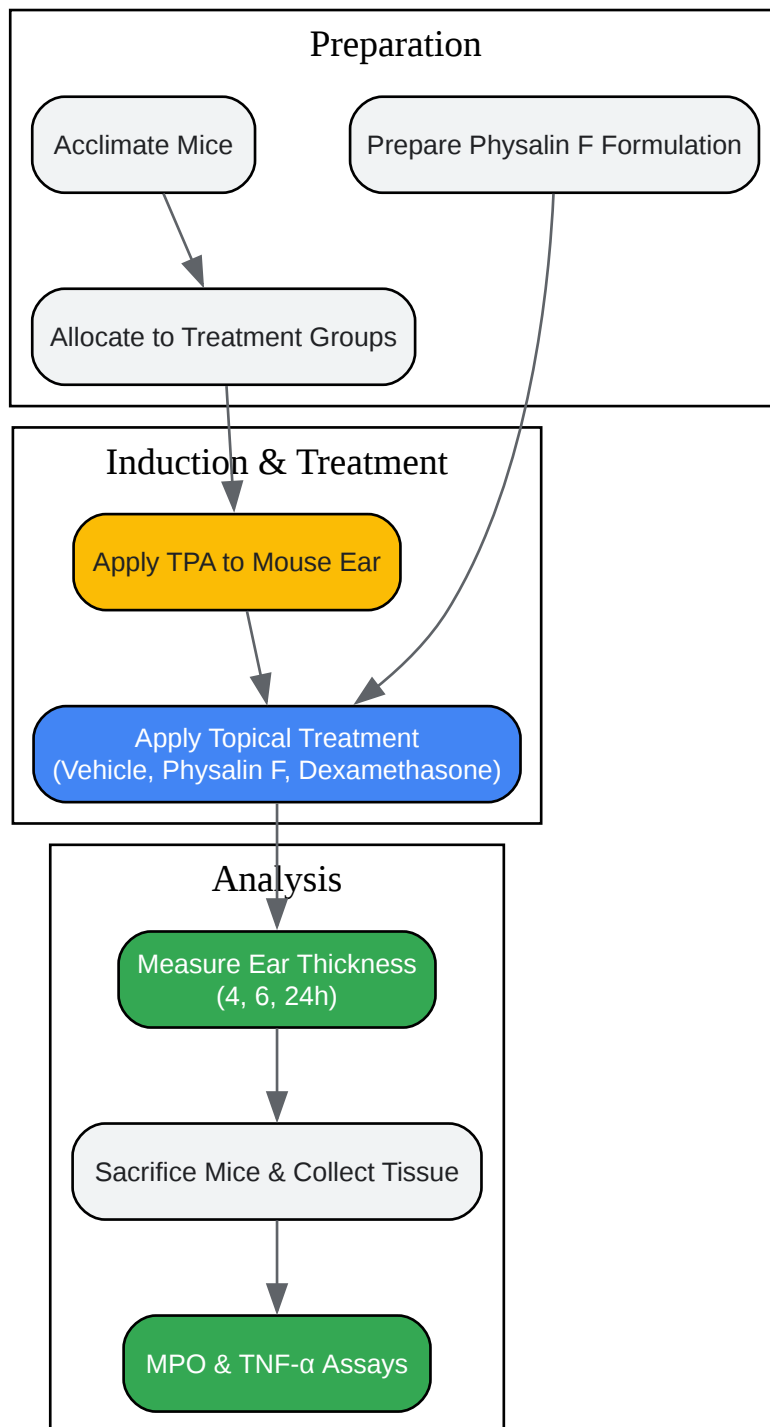 Preparation
Acclimate Mice
Prepare Physalin F Formulation
Allocate to Treatment Groups
Induction & Treatment
Apply TPA to Mouse Ear
Apply Topical Treatment
(Vehicle, Physalin F, Dexamethasone)
Analysis
Measure Ear Thickness
(4, 6, 24h)
Sacrifice Mice & Collect Tissue
MPO & TNF-α Assays